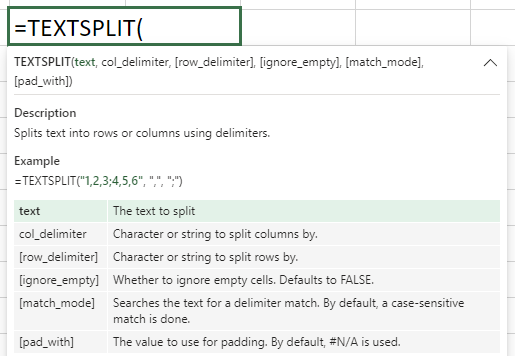 =TEXTSPLIT(
TEXTSPLIT(text, col_delimiter, [row_delimiter], [ignore_empty], [match_mode],
[pad_with])
Description
Splits text into rows or columns using delimiters.
Example
=TEXTSPLIT("1,2,3;4,5,6", ",", ";")
text The text to split
col_delimiter Character or string to split columns by.
[row_delimiter] Character or string to split rows by.
[ignore_empty] Whether to ignore empty cells. Defaults to FALSE.
[match_mode] Searches the text for a delimiter match. By default, a case-sensitive
match is done.
[pad_with] The value to use for padding. By default, #N/A is used.